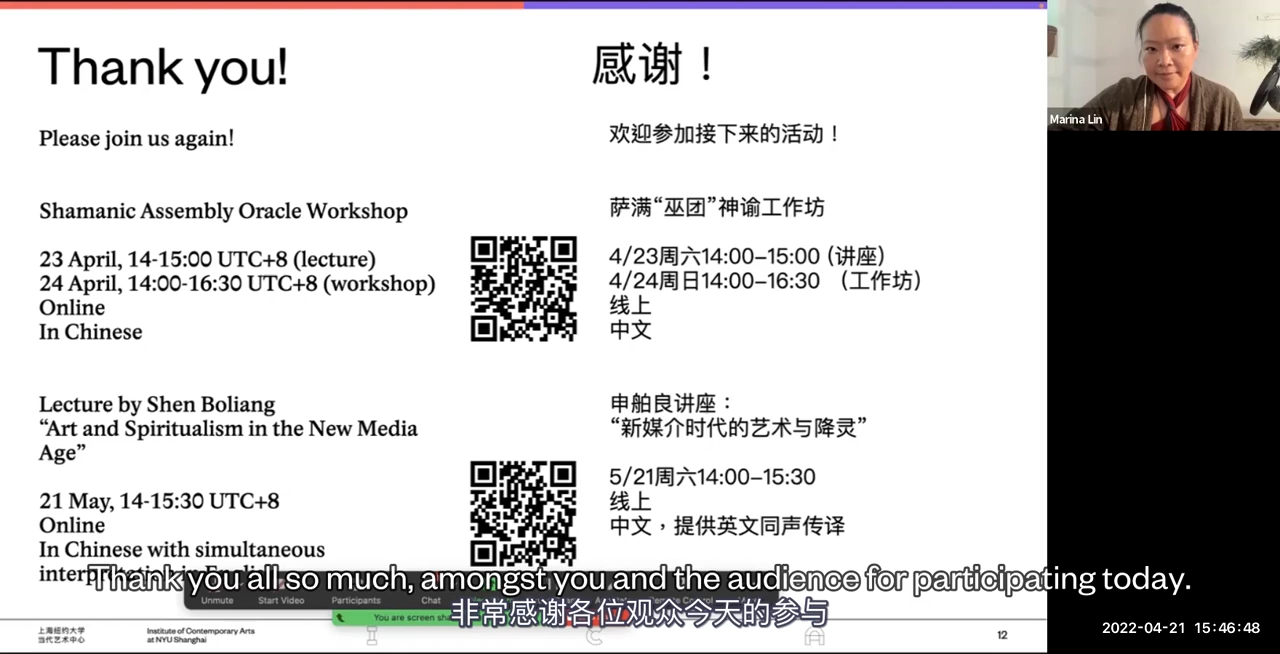 Thank you!
Please join us again!
Shamanic Assembly Oracle Workshop
23 April, 14-15:00 UTC+8 (lecture)
24 April, 14:00-16:30 UTC+8 (workshop)
Online
In Chinese
Lecture by Shen Boliang
“Art and Spiritualism in the New Media
Age”
21 May, 14-15:30 UTC+8
Online
In Chinese with simultaneous
感谢！
欢迎参加接下来的活动！
萨满“巫团”神谕工作坊
4/23周六14:00–15:00 (讲座)
4/24周日14:00–16:30 （工作坊）
线上
中文
申舶良讲座：
“新媒介时代的艺术与降灵”
5/21周六14:00–15:30
线上
中文，提供英文同声传译
Marina Lin
Thank you all so much, amongst you and the audience for participating today.
Unmute Start Video Participants Chat
非常感谢各位观众今天的参与
You are screen
上海纽约大学
当代艺术中心
Institute of Contemporary Arts
at NYU Shanghai
I C A
12
2022-04-21 15:46:48